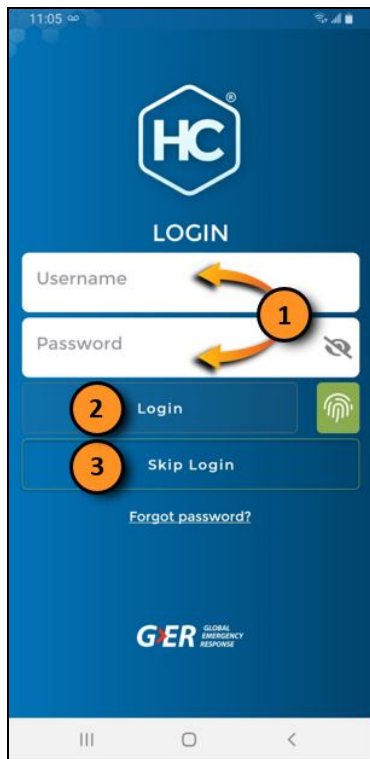 11:05
HC®
LOGIN
Username
1
Password
2 Login
3 Skip Login
Forgot password?
GER GLOBAL
EMERGENCY
RESPONSE